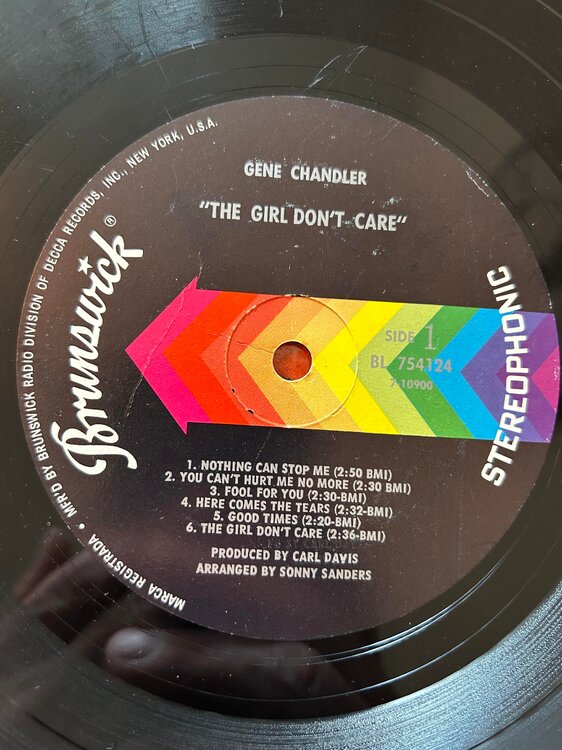 GENE CHANDLER
"THE GIRL DON'T CARE"
Brunswick®
STEREOPHONIC
SIDE 1
BL 754124
7-10900
1. NOTHING CAN STOP ME (2:50 BMI)
2. YOU CAN'T HURT ME NO MORE (2:30 BMI)
3. FOOL FOR YOU (2:30-BMI)
4. HERE COMES THE TEARS (2:32-BMI)
5. GOOD TIMES (2:20-BMI)
6. THE GIRL DON'T CARE (2:36-BMI)
PRODUCED BY CARL DAVIS
ARRANGED BY SONNY SANDERS
MARCA REGISTRADA • MFR'D BY BRUNSWICK RADIO DIVISION OF DECCA RECORDS, INC., NEW YORK, U.S.A.